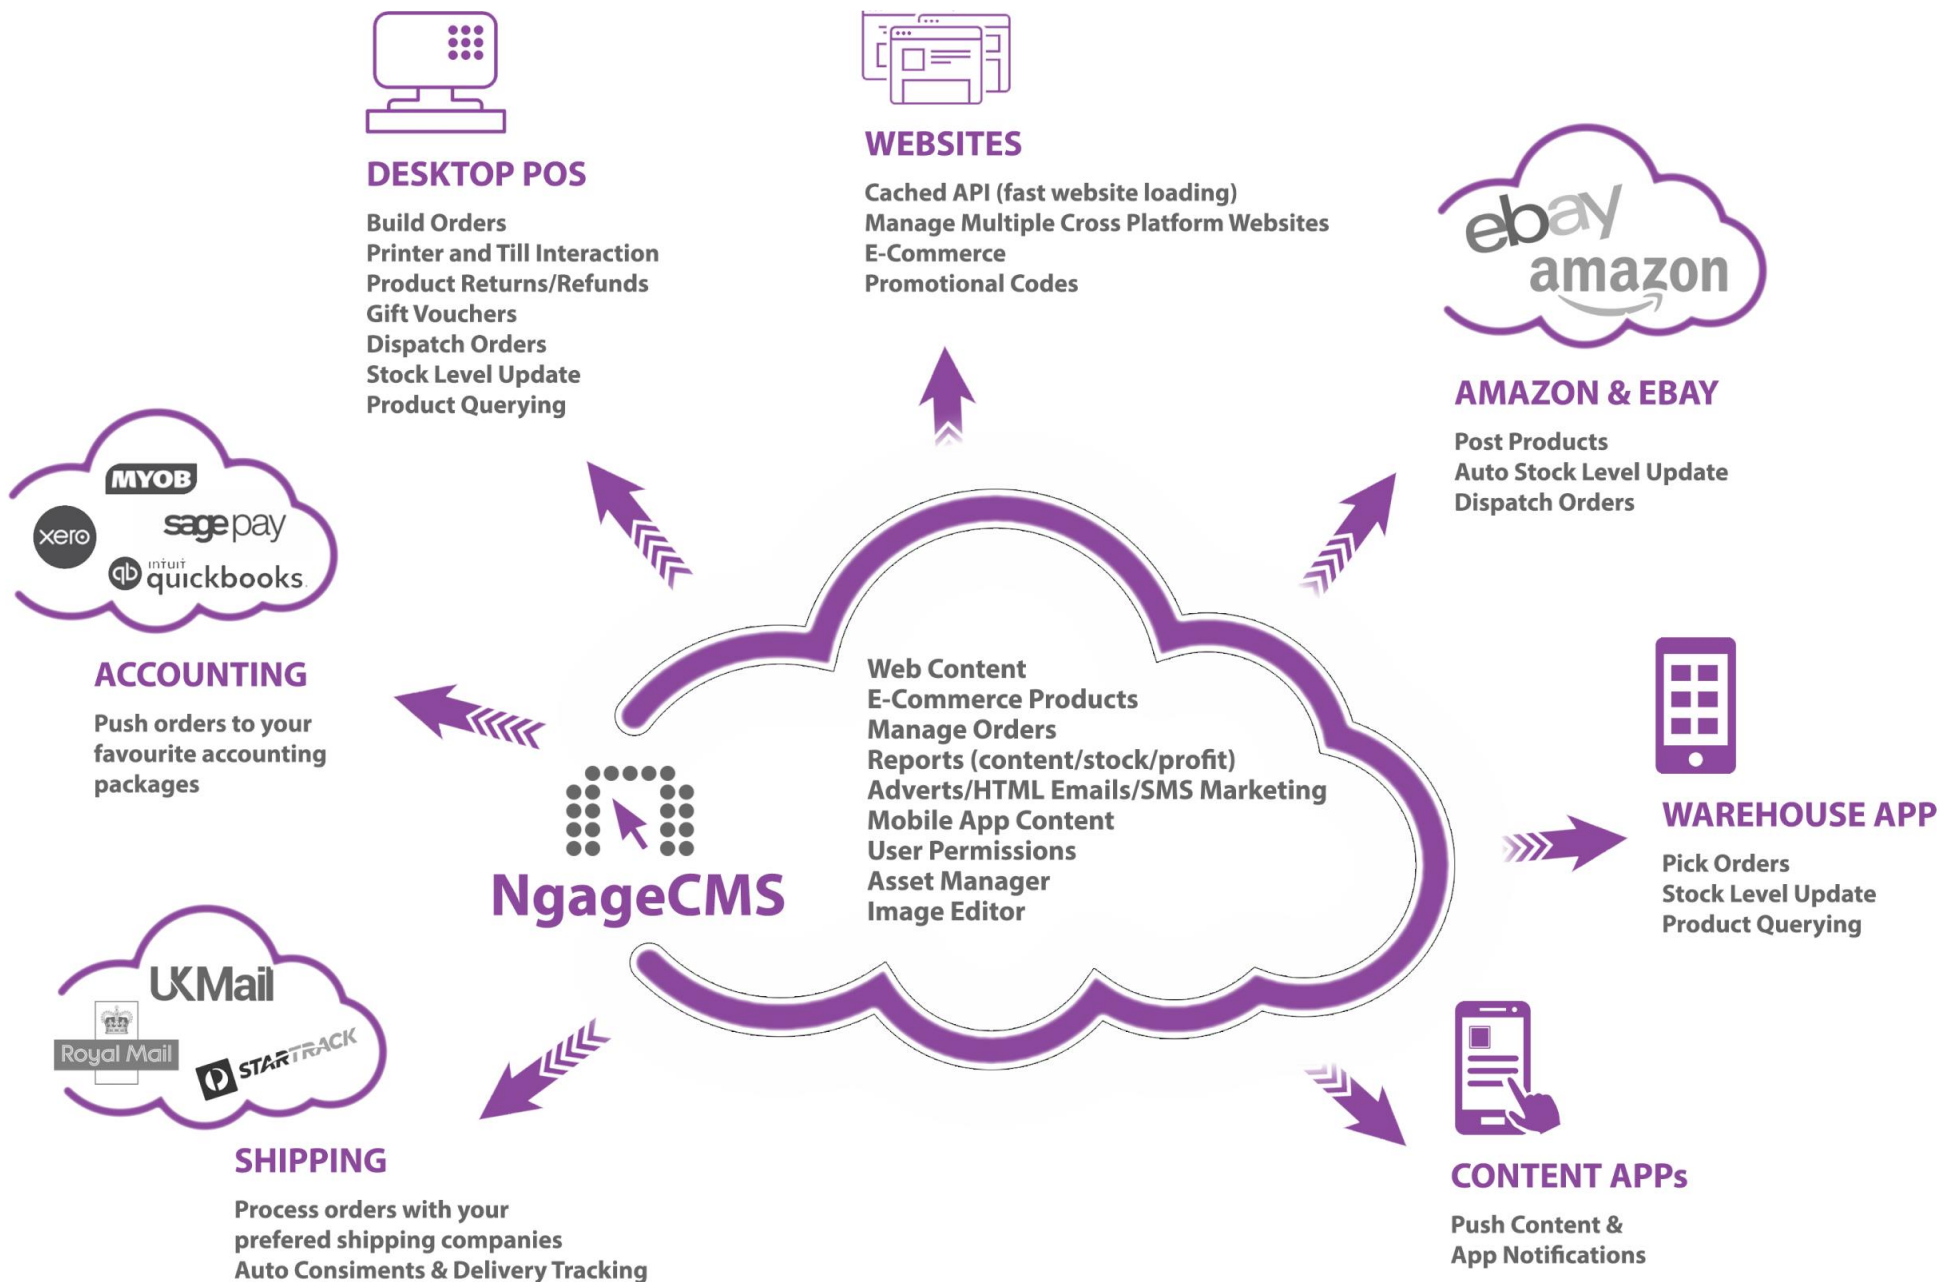 DESKTOP POS
Build Orders
Printer and Till Interaction
Product Returns/Refunds
Gift Vouchers
Dispatch Orders
Stock Level Update
Product Querying
WEBSITES
Cached API (fast website loading)
Manage Multiple Cross Platform Websites
E-Commerce
Promotional Codes
ebay
amazon
AMAZON & EBAY
Post Products
Auto Stock Level Update
Dispatch Orders
MYOB
xero
sage pay
qb
intuit
quickbooks.
ACCOUNTING
Push orders to your
favourite accounting
packages
NgageCMS
Web Content
E-Commerce Products
Manage Orders
Reports (content/stock/profit)
Adverts/HTML Emails/SMS Marketing
Mobile App Content
User Permissions
Asset Manager
Image Editor
WAREHOUSE APP
Pick Orders
Stock Level Update
Product Querying
UKMail
Royal Mail
STARTRACK
SHIPPING
Process orders with your
prefered shipping companies
Auto Consiments & Delivery Tracking
CONTENT APPs
Push Content &
App Notifications